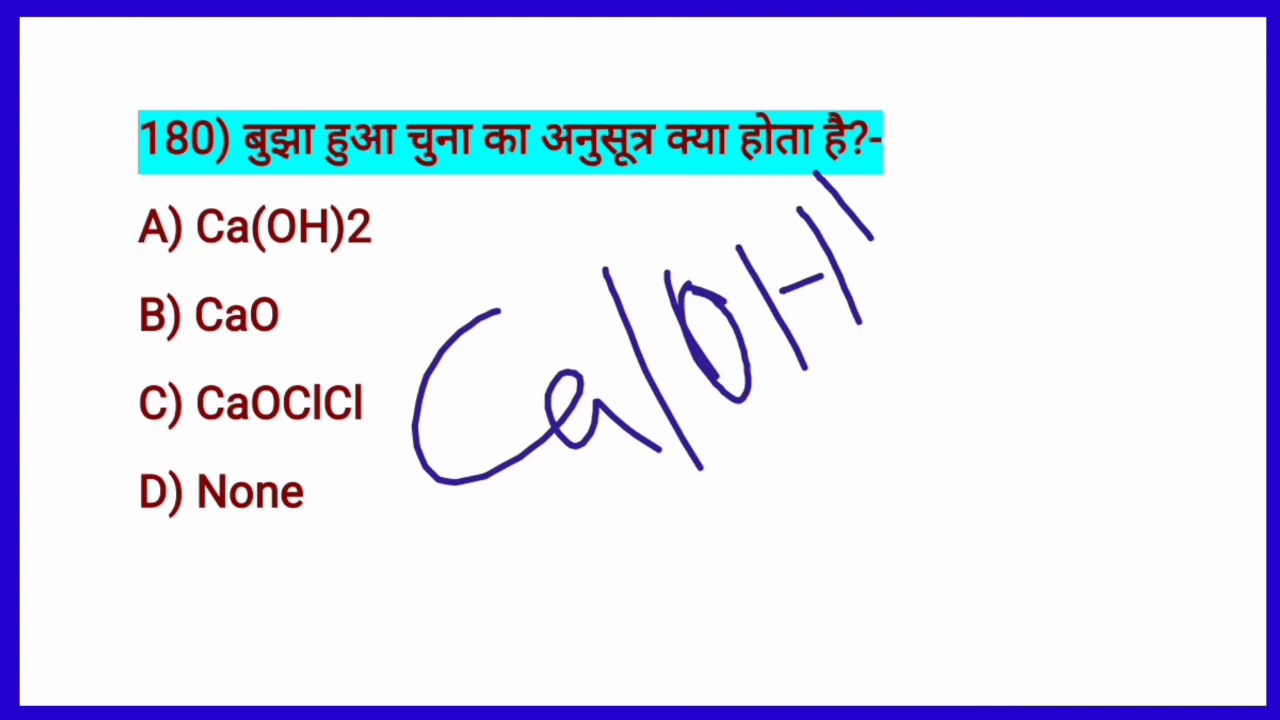 180) बुझा हुआ चुना का अनुसूत्र क्या होता है?-
A) Ca(OH)2
B) CaO
C) CaOClCl
D) None
Ca(OH)